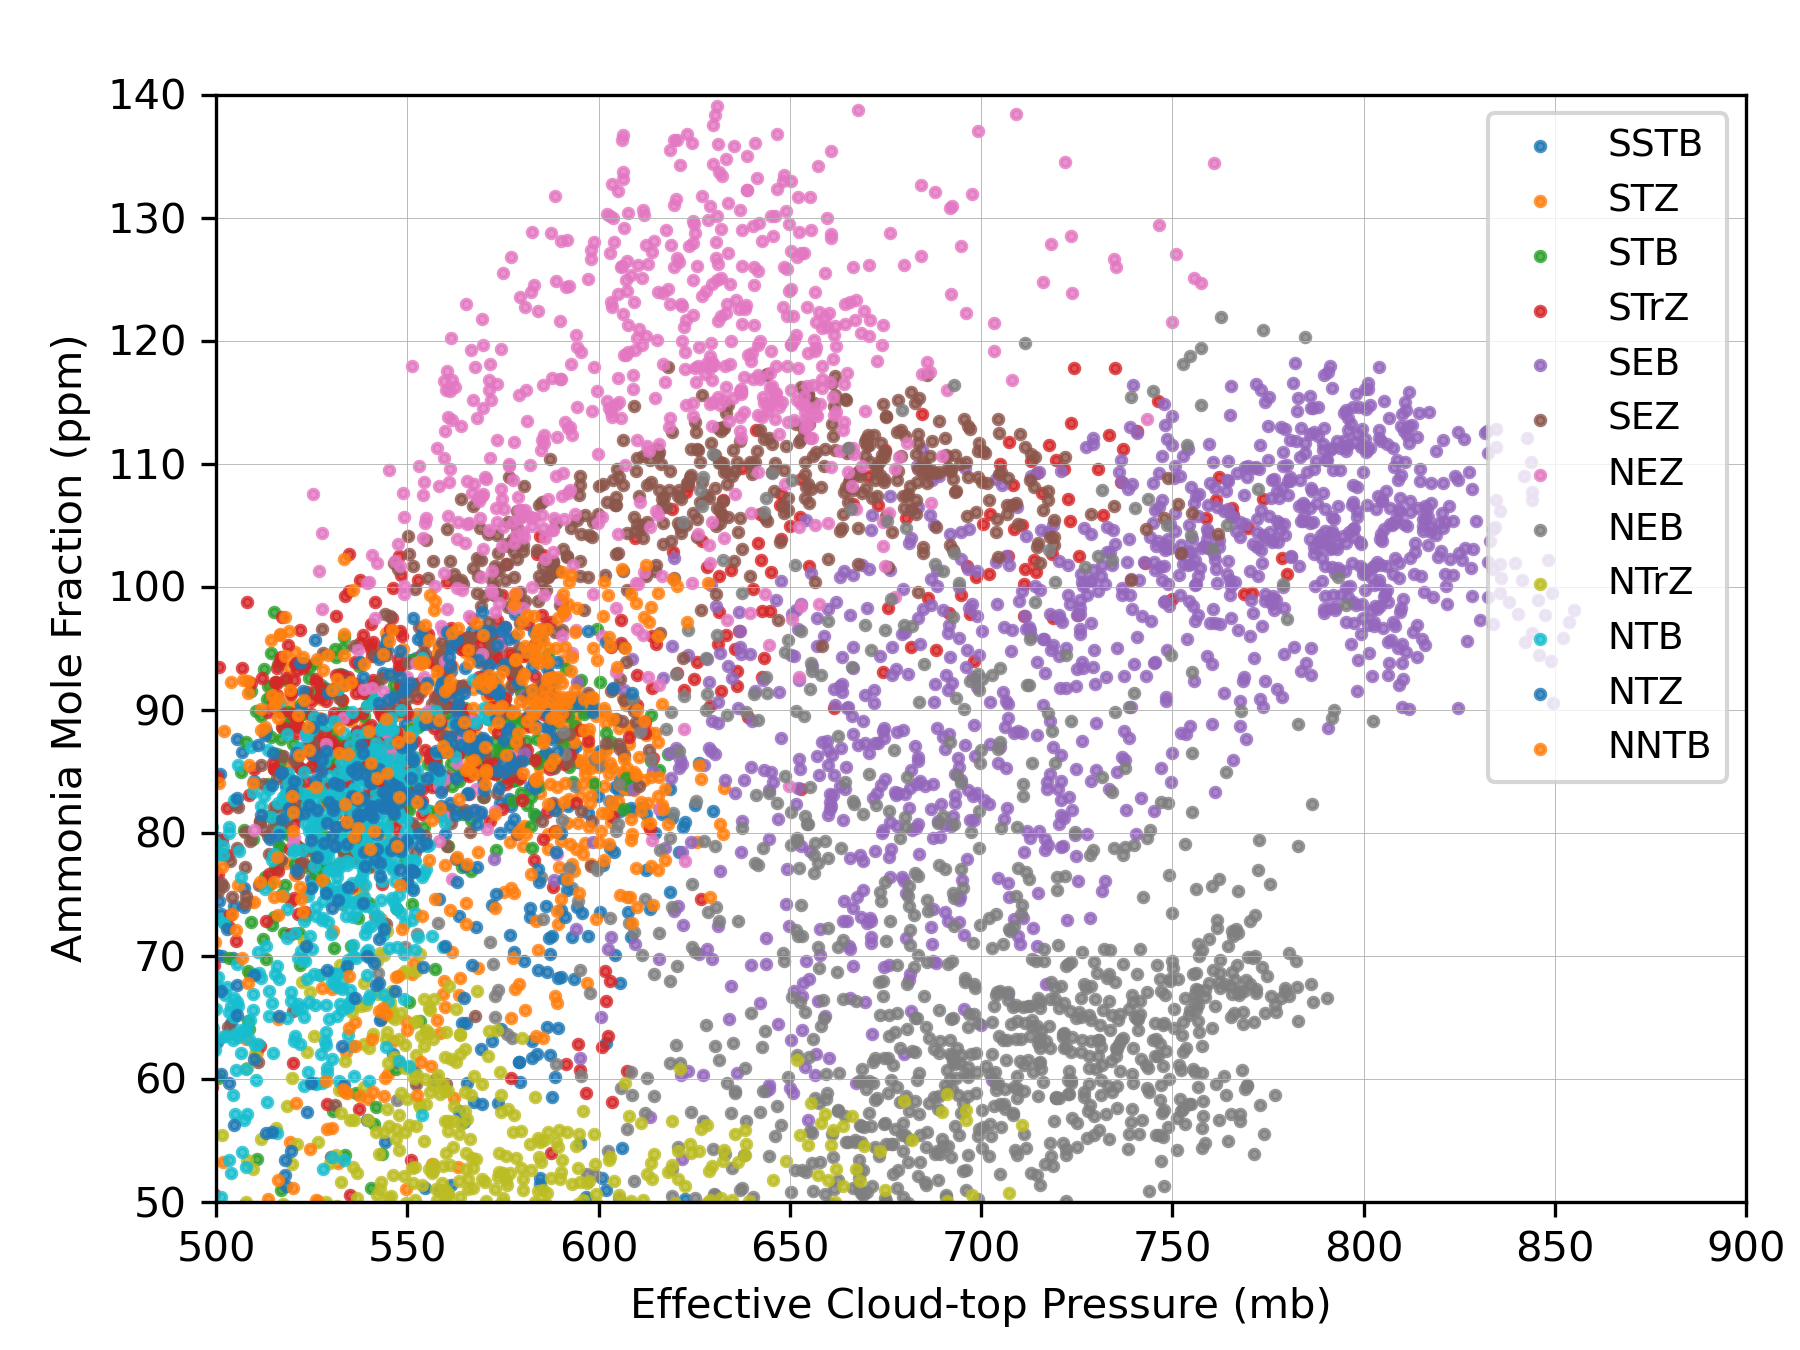 140
130
120
110
100
90
80
70
60
50
500 550 600 650 700 750 800 850 900
Effective Cloud-top Pressure (mb)
Ammonia Mole Fraction (ppm)
SSTB
STZ
STB
STrZ
SEB
SEZ
NEZ
NEB
NTrZ
NTB
NTZ
NNTB